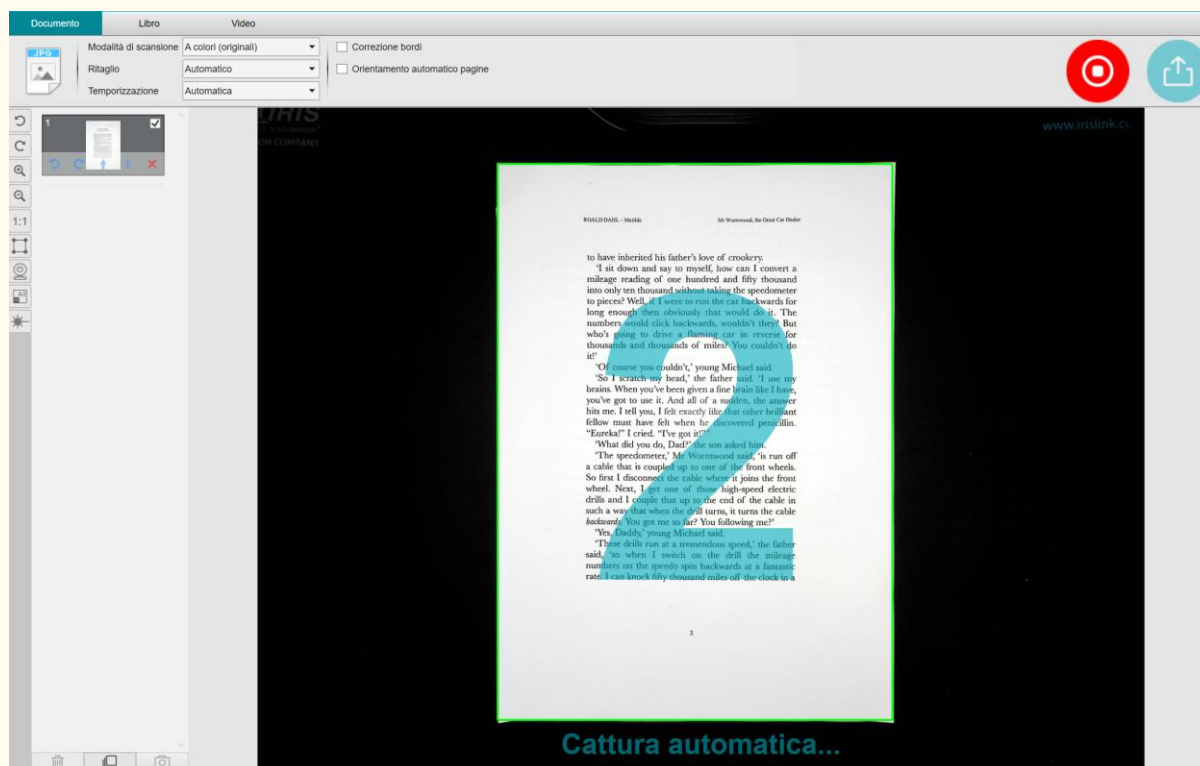 Documento Libro Video
JPG
Modalità di scansione A colori (originali)
Ritaglio Automatico
Temporizzazione Automatica
Correzione bordi
Orientamento automatico pagine
1:1
1
IRIS
ON COMPANY
www.irislink.c
ROALD DAHL – Matilda Mr Wormwood, the Great Car Dealer
to have inherited his father's love of crookery.
'I sit down and say to myself, how can I convert a
mileage reading of one hundred and fifty thousand
into only ten thousand without taking the speedometer
to pieces? Well, if I were to run the car backwards for
long enough then obviously that would do it. The
numbers would click backwards, wouldn't they? But
who's going to drive a flaming car in reverse for
thousands and thousands of miles? You couldn't do
it!'
'Of course you couldn't,' young Michael said.
'So I scratch my head,' the father said. 'I use my
brains. When you've been given a fine brain like I have,
you've got to use it. And all of a sudden, the answer
hits me. I tell you, I felt exactly like that other brilliant
fellow must have felt when he discovered penicillin.
"Eureka!" I cried. "I've got it!"'
'What did you do, Dad?' the son asked him.
'The speedometer,' Mr Wormwood said, 'is run off
a cable that is coupled up to one of the front wheels.
So first I disconnect the cable where it joins the front
wheel. Next, I get one of those high-speed electric
drills and I couple that up to the end of the cable in
such a way that when the drill turns, it turns the cable
backwards. You got me so far? You following me?'
'Yes, Daddy,' young Michael said.
'These drills run at a tremendous speed,' the father
said, 'so when I switch on the drill the mileage
numbers on the speedo spin backwards at a fantastic
rate. I can knock fifty thousand miles off the clock in a
2
3
Cattura automatica...